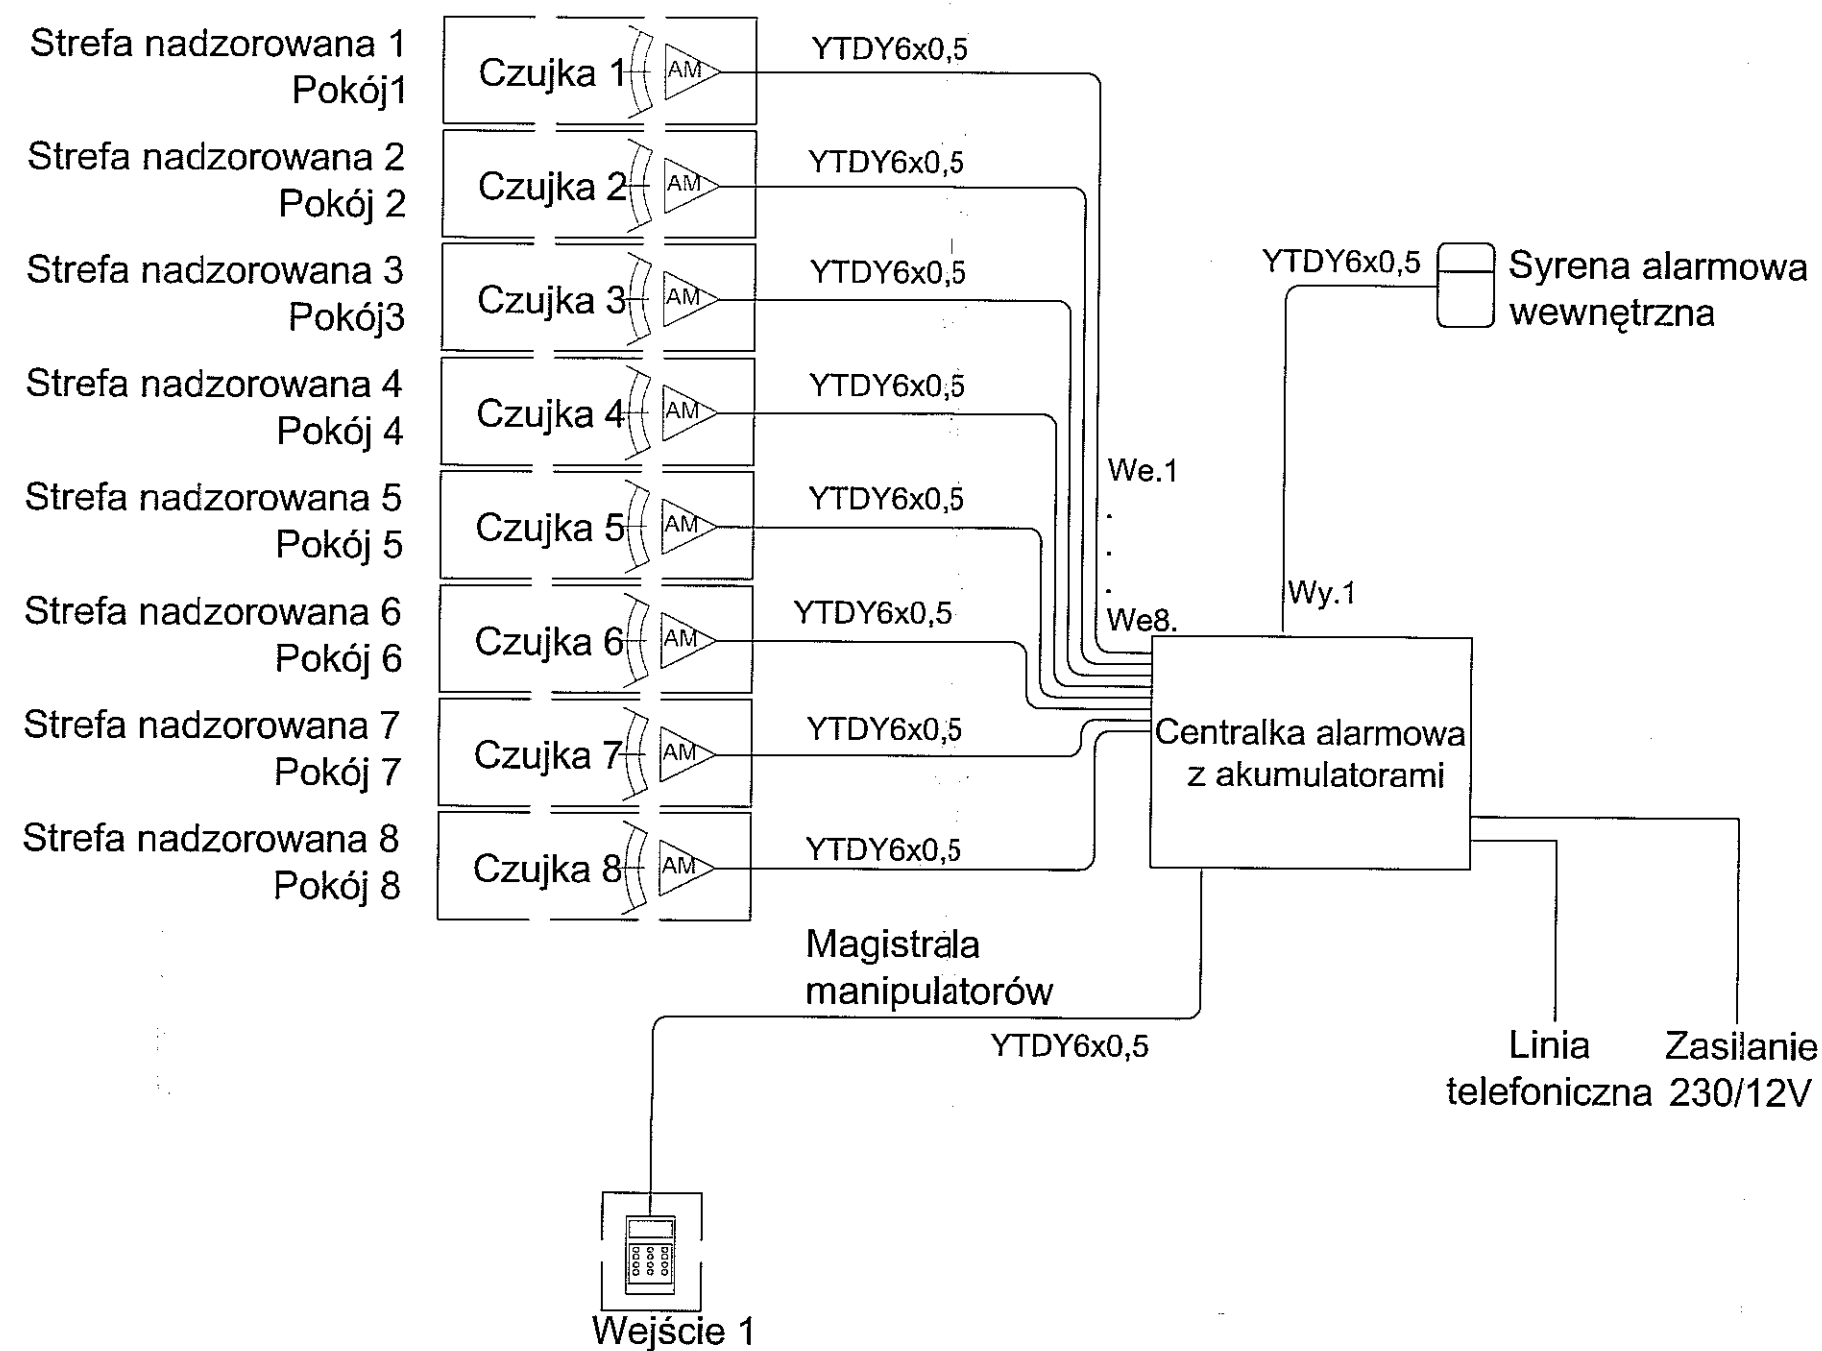 Strefa nadzorowana 1
Pokój1
Czujka 1
AM
YTDY6x0,5
Strefa nadzorowana 2
Pokój 2
Czujka 2
AM
YTDY6x0,5
Strefa nadzorowana 3
Pokój3
Czujka 3
AM
YTDY6x0,5
YTDY6x0,5
Syrena alarmowa
wewnętrzna
Strefa nadzorowana 4
Pokój 4
Czujka 4
AM
YTDY6x0,5
We.1
.
.
.
We8.
Wy.1
Strefa nadzorowana 5
Pokój 5
Czujka 5
AM
YTDY6x0,5
Strefa nadzorowana 6
Pokój 6
Czujka 6
AM
YTDY6x0,5
Strefa nadzorowana 7
Pokój 7
Czujka 7
AM
YTDY6x0,5
Centralka alarmowa
z akumulatorami
Strefa nadzorowana 8
Pokój 8
Czujka 8
AM
YTDY6x0,5
Magistrala
manipulatorów
YTDY6x0,5
Linia
telefoniczna
Zasilanie
230/12V
Wejście 1